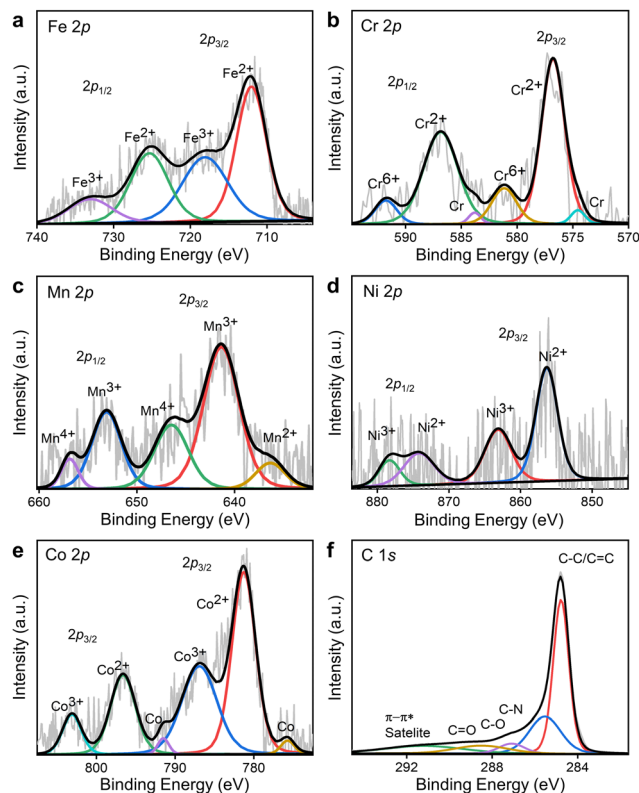 a Fe 2p
2p3/2
Fe2+
2p1/2
Fe2+
Fe3+
Fe3+
Intensity (a.u.)
740 730 720 710
Binding Energy (eV)
b Cr 2p
2p3/2
Cr2+
2p1/2
Cr2+
Cr6+
Cr6+
Cr
Cr
Intensity (a.u.)
590 585 580 575 570
Binding Energy (eV)
c Mn 2p
2p3/2
Mn3+
2p1/2
Mn3+
Mn4+
Mn4+
Mn2+
Intensity (a.u.)
660 650 640
Binding Energy (eV)
d Ni 2p
2p3/2
Ni2+
2p1/2
Ni3+
Ni2+
Ni3+
Intensity (a.u.)
880 870 860 850
Binding Energy (eV)
e Co 2p
2p3/2
Co2+
2p3/2
Co3+
Co2+
Co3+
Co
Co
Intensity (a.u.)
800 790 780
Binding Energy (eV)
f C 1s
C-C/C=C
C-N
π−π*
Satelite
C=O
C-O
Intensity (a.u.)
292 288 284
Binding Energy (eV)